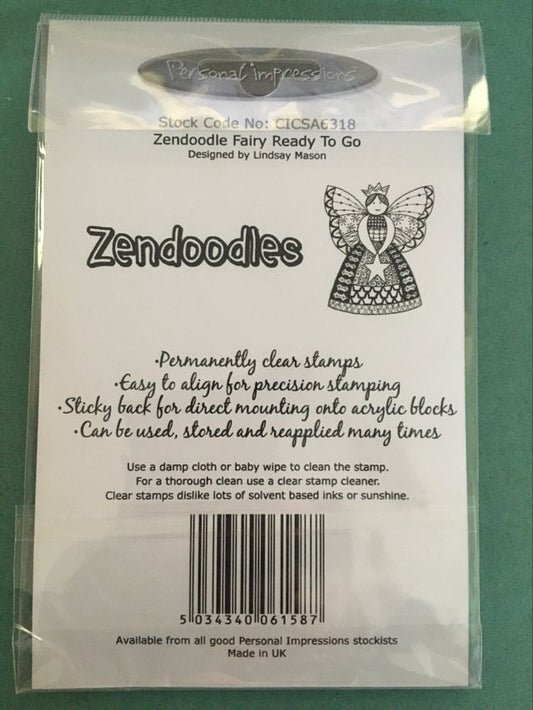 Personal impressions
Stock Code No: CICSA6318
Zendoodle Fairy Ready To Go
Designed by Lindsay Mason
Zendoodles
·Permanently clear stamps
·Easy to align for precision stamping
·Sticky back for direct mounting onto acrylic blocks
·Can be used, stored and reapplied many times
Use a damp cloth or baby wipe to clean the stamp.
For a thorough clean use a clear stamp cleaner.
Clear stamps dislike lots of solvent based inks or sunshine.
5 034340 061587
Available from all good Personal Impressions stockists
Made in UK